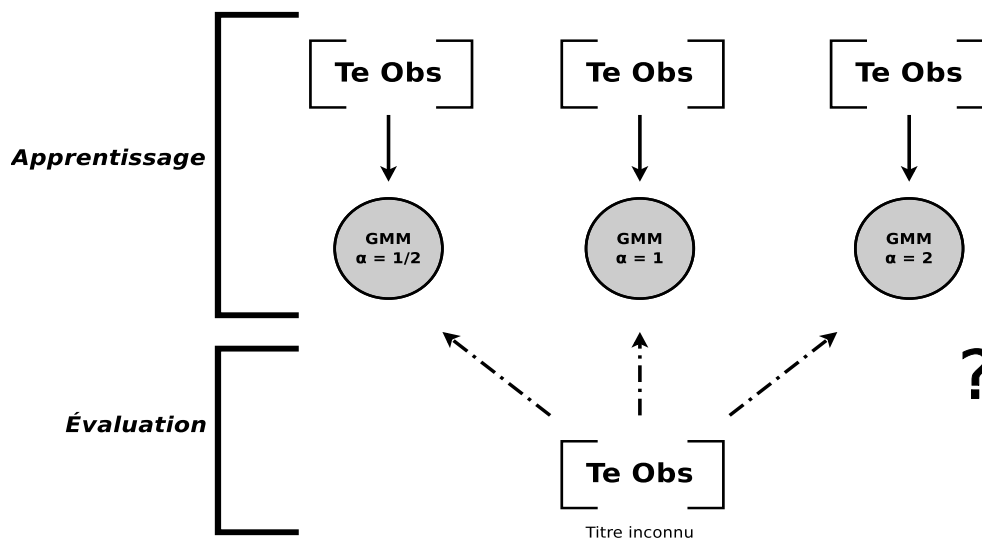 Te Obs
Te Obs
Te Obs
Apprentissage
GMM
α = 1/2
GMM
α = 1
GMM
α = 2
?
Évaluation
Te Obs
Titre inconnu